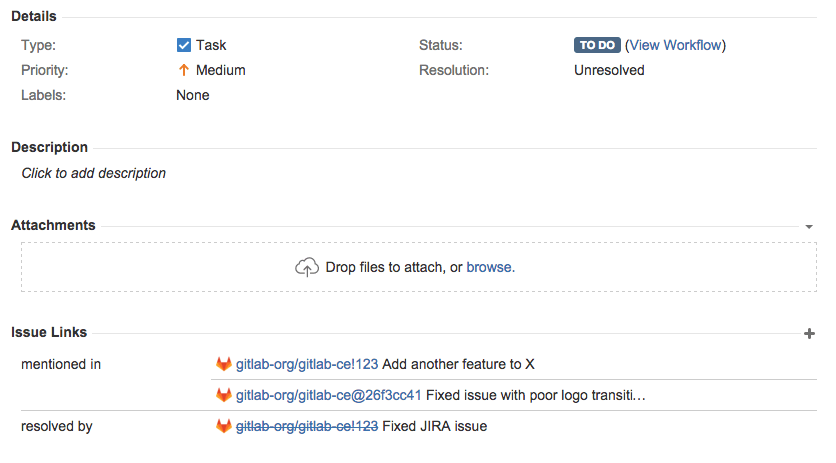 Details
Type: Task Status: TO DO (View Workflow)
Priority: Medium Resolution: Unresolved
Labels: None
Description
Click to add description
Attachments
Drop files to attach, or browse.
Issue Links
mentioned in gitlab-org/gitlab-ce!123 Add another feature to X
gitlab-org/gitlab-ce@26f3cc41 Fixed issue with poor logo transiti…
resolved by gitlab-org/gitlab-ce!123 Fixed JIRA issue